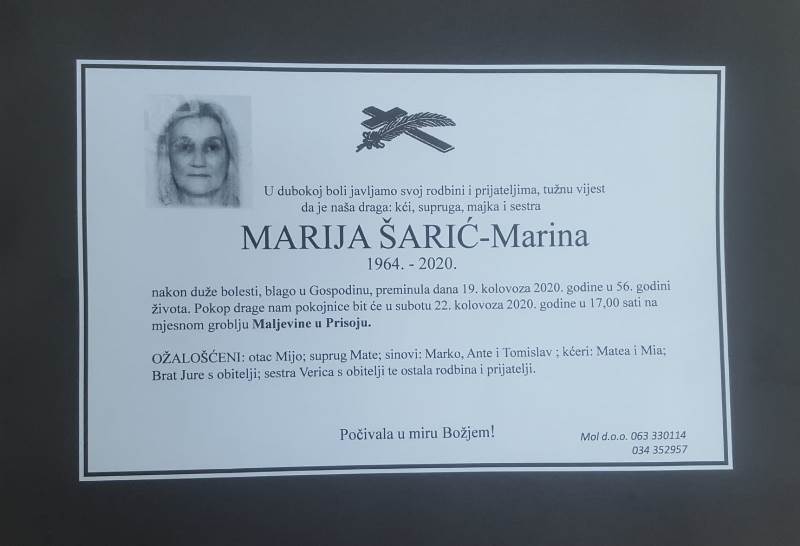 U dubokoj boli javljamo svoj rodbini i prijateljima, tužnu vijest
da je naša draga: kći, supruga, majka i sestra
MARIJA ŠARIĆ-Marina
1964. - 2020.
nakon duže bolesti, blago u Gospodinu, preminula dana 19. kolovoza 2020. godine u 56. godini
života. Pokop drage nam pokojnice bit će u subotu 22. kolovoza 2020. godine u 17,00 sati na
mjesnom groblju Maljevine u Prisoju.
OŽALOŠĆENI: otac Mijo; suprug Mate; sinovi: Marko, Ante i Tomislav ; kćeri: Matea i Mia;
Brat Jure s obitelji; sestra Verica s obitelji te ostala rodbina i prijatelji.
Počivala u miru Božjem!
Mol d.o.o. 063 330114
034 352957